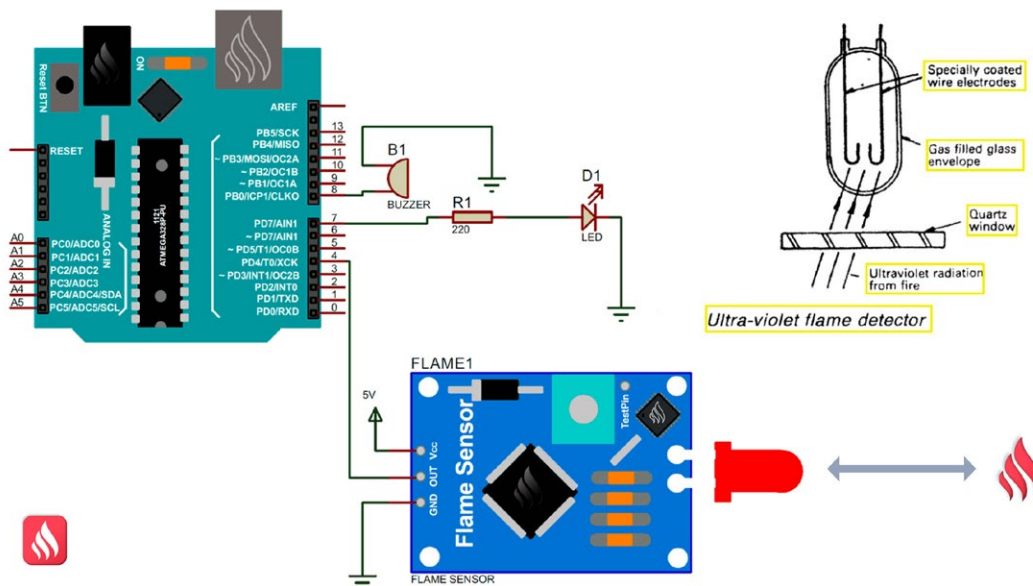 Reset BTN
ON
RESET
ANALOG IN
1121
ATMEGA328P-PU
A0
A1
A2
A3
A4
A5
PC0/ADC0
PC1/ADC1
PC2/ADC2
PC3/ADC3
PC4/ADC4/SDA
PC5/ADC5/SCL
AREF
PB5/SCK 13
PB4/MISO 12
~ PB3/MOSI/OC2A 11
~ PB2/OC1B 10
~ PB1/OC1A 9
PB0/ICP1/CLKO 8
PD7/AIN1 7
~ PD7/AIN1 6
~ PD5/T1/OC0B 5
PD4/T0/XCK 4
~ PD3/INT1/OC2B 3
PD2/INT0 2
PD1/TXD 1
PD0/RXD 0
B1
BUZZER
R1
220
D1
LED
Specially coated
wire electrodes
Gas filled glass
envelope
Quartz
window
Ultraviolet radiation
from fire
Ultra-violet flame detector
FLAME1
5V
Vcc
OUT
GND
Flame Sensor
TestPin
FLAME SENSOR